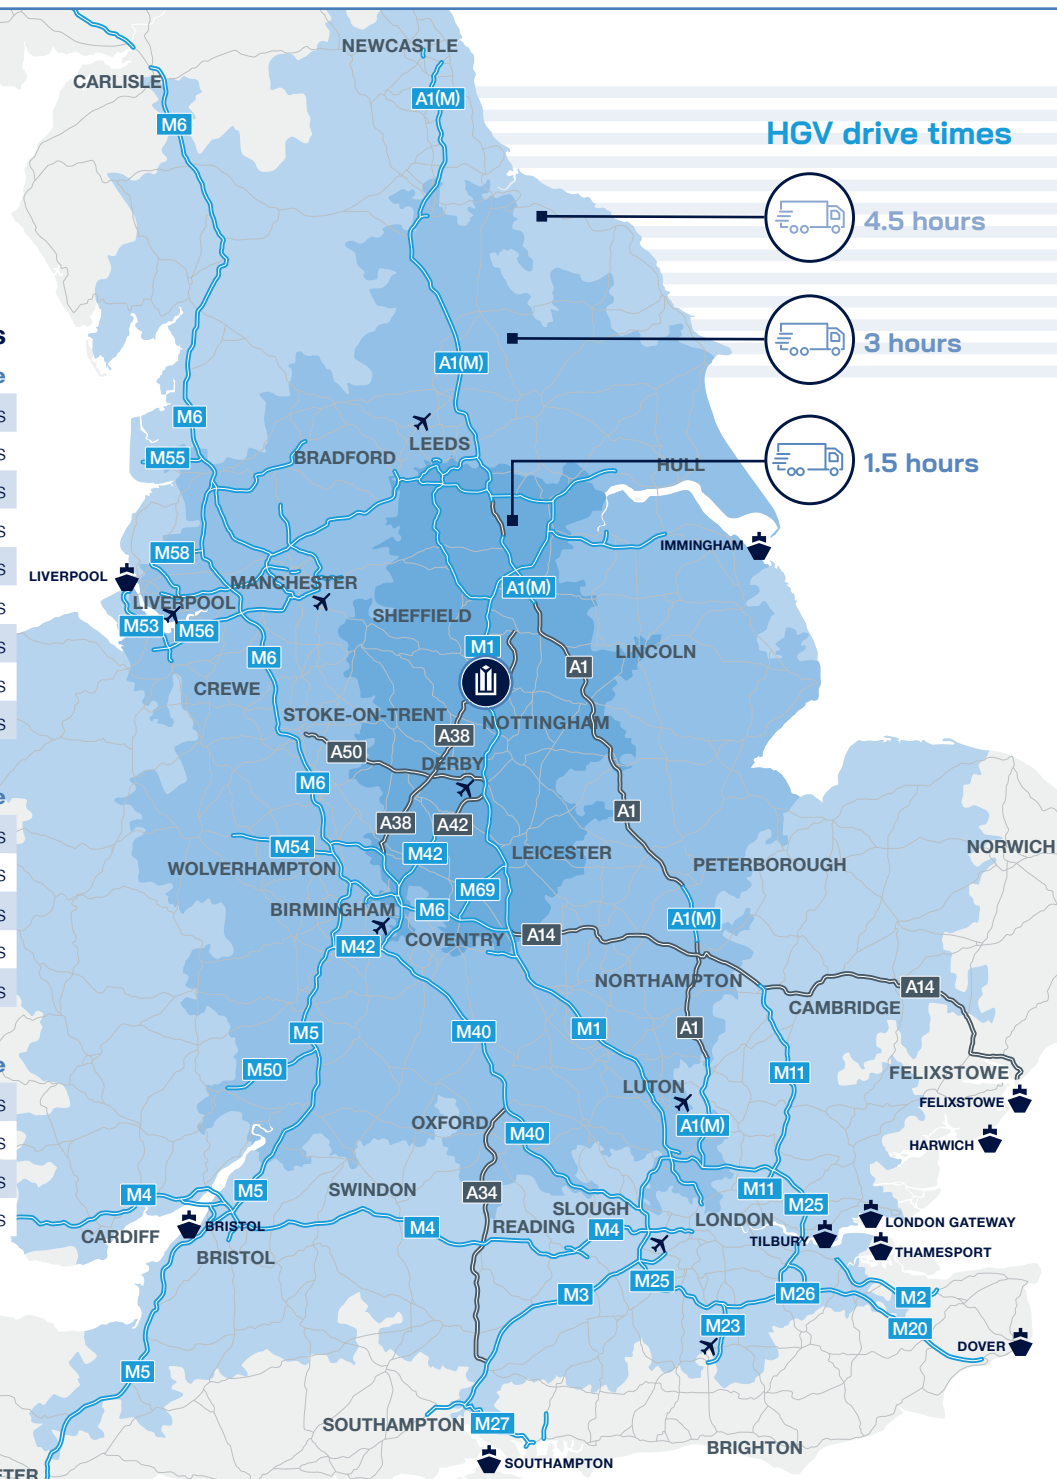 NEWCASTLE
CARLISLE
A1(M)
M6
HGV drive times
4.5 hours
s
3 hours
A1(M)
e
s
M6
LEEDS
s
M55
BRADFORD
HULL
1.5 hours
s
s
IMMINGHAM
M58
s
LIVERPOOL
MANCHESTER
A1(M)
LIVERPOOL
s
SHEFFIELD
M53
M56
M1
s
LINCOLN
M6
A1
s
CREWE
STOKE-ON-TRENT
NOTTINGHAM
s
A38
A50
DERBY
M6
e
A1
A38
A42
s
M54
M42
LEICESTER
NORWICH
WOLVERHAMPTON
PETERBOROUGH
s
M69
BIRMINGHAM
M6
s
A1(M)
COVENTRY
A14
M42
s
NORTHAMPTON
A14
s
CAMBRIDGE
M5
M40
M1
A1
M50
M11
FELIXSTOWE
e
LUTON
FELIXSTOWE
s
OXFORD
A1(M)
M40
HARWICH
s
SWINDON
M5
A34
M11
s
M4
M25
SLOUGH
s
BRISTOL
M4
READING
M4
LONDON
LONDON GATEWAY
CARDIFF
TILBURY
BRISTOL
THAMESPORT
M25
M3
M26
M2
M23
M20
DOVER
M5
SOUTHAMPTON
M27
BRIGHTON
SOUTHAMPTON
ETER